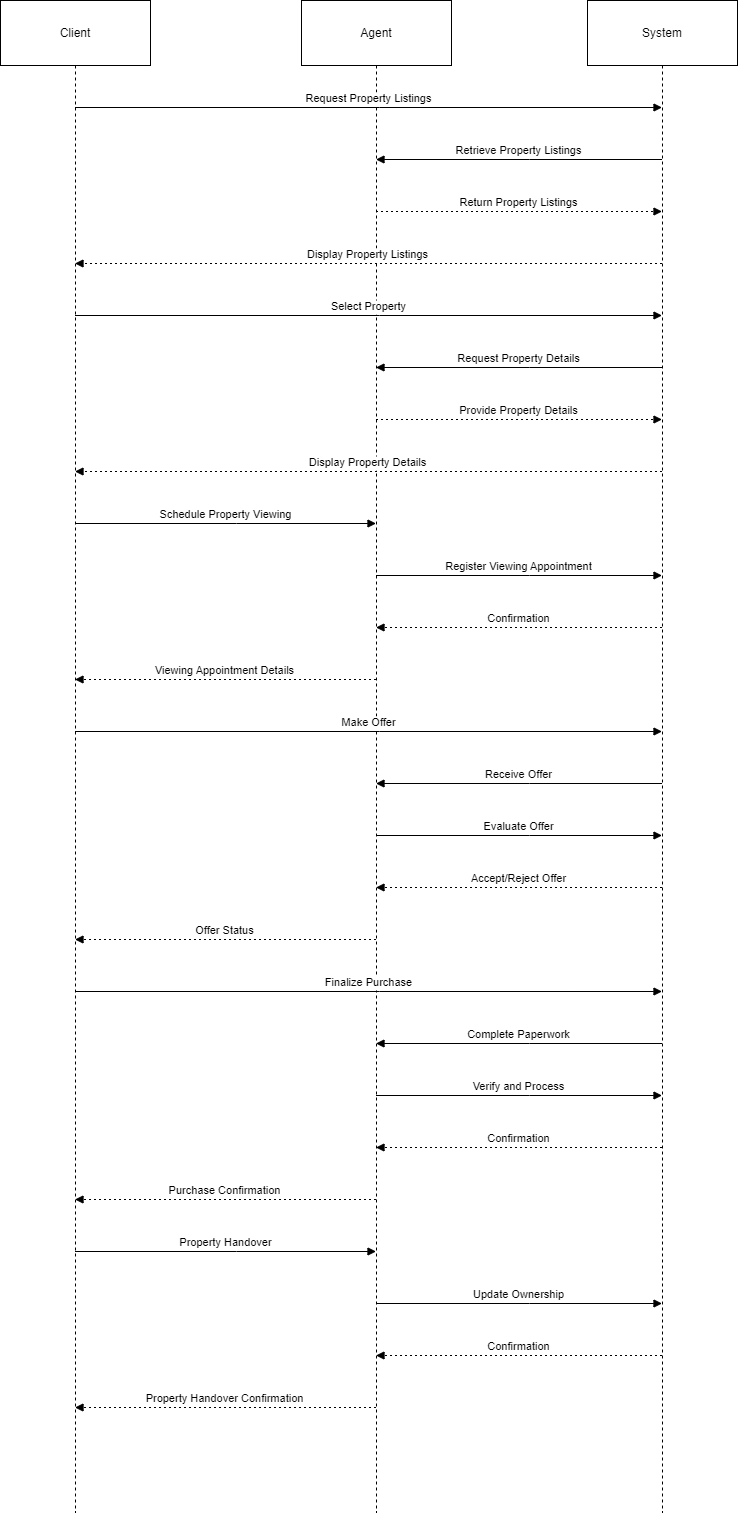 Client
Agent
System
Request Property Listings
Retrieve Property Listings
Return Property Listings
Display Property Listings
Select Property
Request Property Details
Provide Property Details
Display Property Details
Schedule Property Viewing
Register Viewing Appointment
Confirmation
Viewing Appointment Details
Make Offer
Receive Offer
Evaluate Offer
Accept/Reject Offer
Offer Status
Finalize Purchase
Complete Paperwork
Verify and Process
Confirmation
Purchase Confirmation
Property Handover
Update Ownership
Confirmation
Property Handover Confirmation